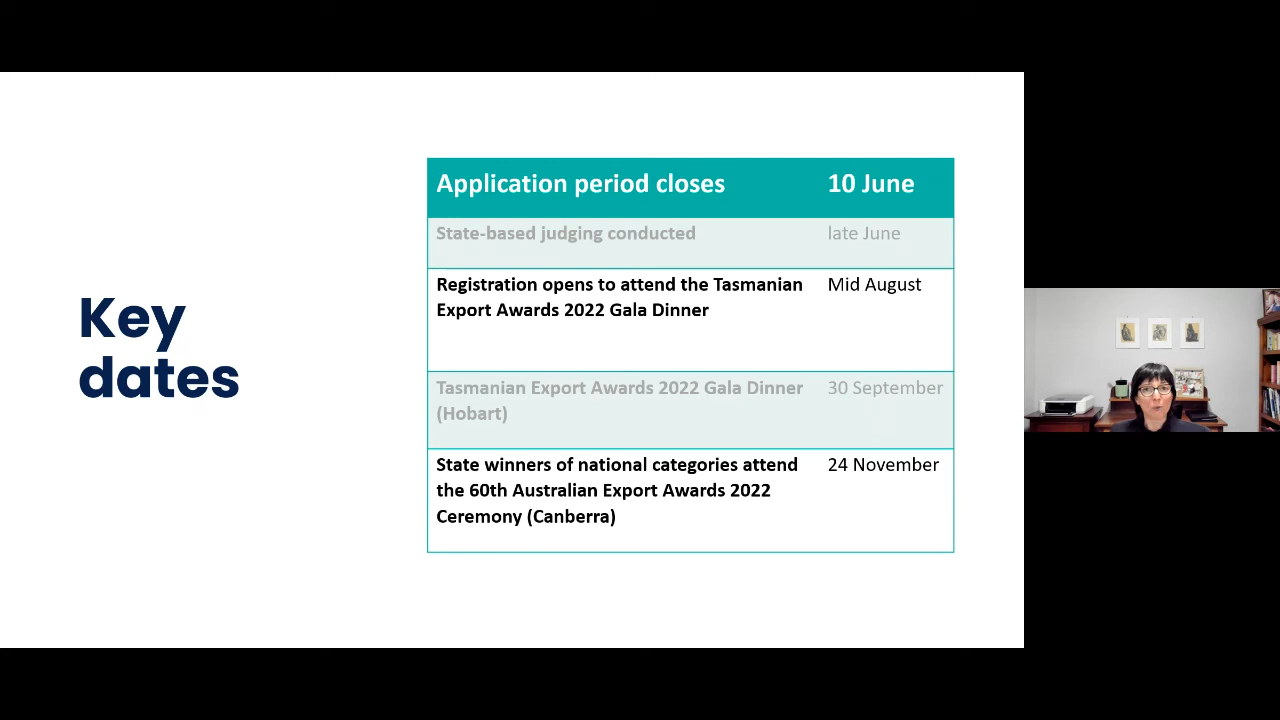 Key
dates
Application period closes 10 June
State-based judging conducted late June
Registration opens to attend the Tasmanian Mid August
Export Awards 2022 Gala Dinner
Tasmanian Export Awards 2022 Gala Dinner 30 September
(Hobart)
State winners of national categories attend 24 November
the 60th Australian Export Awards 2022
Ceremony (Canberra)